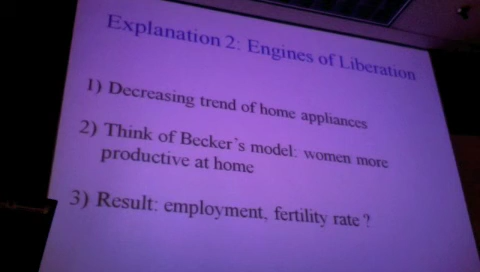 Explanation 2: Engines of Liberation
1) Decreasing trend of home appliances
2) Think of Becker's model: women more
productive at home
3) Result: employment, fertility rate ?